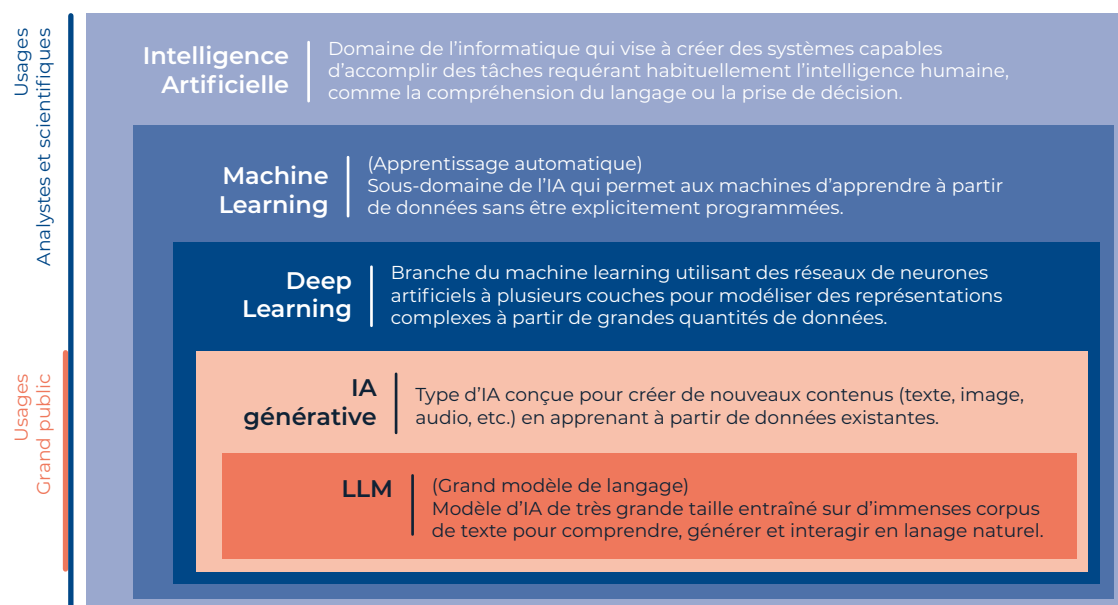 Usages
Analystes et scientifiques
Usages
Grand public
Intelligence
Artificielle
Domaine de l'informatique qui vise à créer des systèmes capables
d'accomplir des tâches requérant habituellement l'intelligence humaine,
comme la compréhension du langage ou la prise de décision.
Machine
Learning
(Apprentissage automatique)
Sous-domaine de l'IA qui permet aux machines d'apprendre à partir
de données sans être explicitement programmées.
Deep
Learning
Branche du machine learning utilisant des réseaux de neurones
artificiels à plusieurs couches pour modéliser des représentations
complexes à partir de grandes quantités de données.
IA
générative
Type d'IA conçue pour créer de nouveaux contenus (texte, image,
audio, etc.) en apprenant à partir de données existantes.
LLM
(Grand modèle de langage)
Modèle d'IA de très grande taille entraîné sur d'immenses corpus
de texte pour comprendre, générer et interagir en lanage naturel.